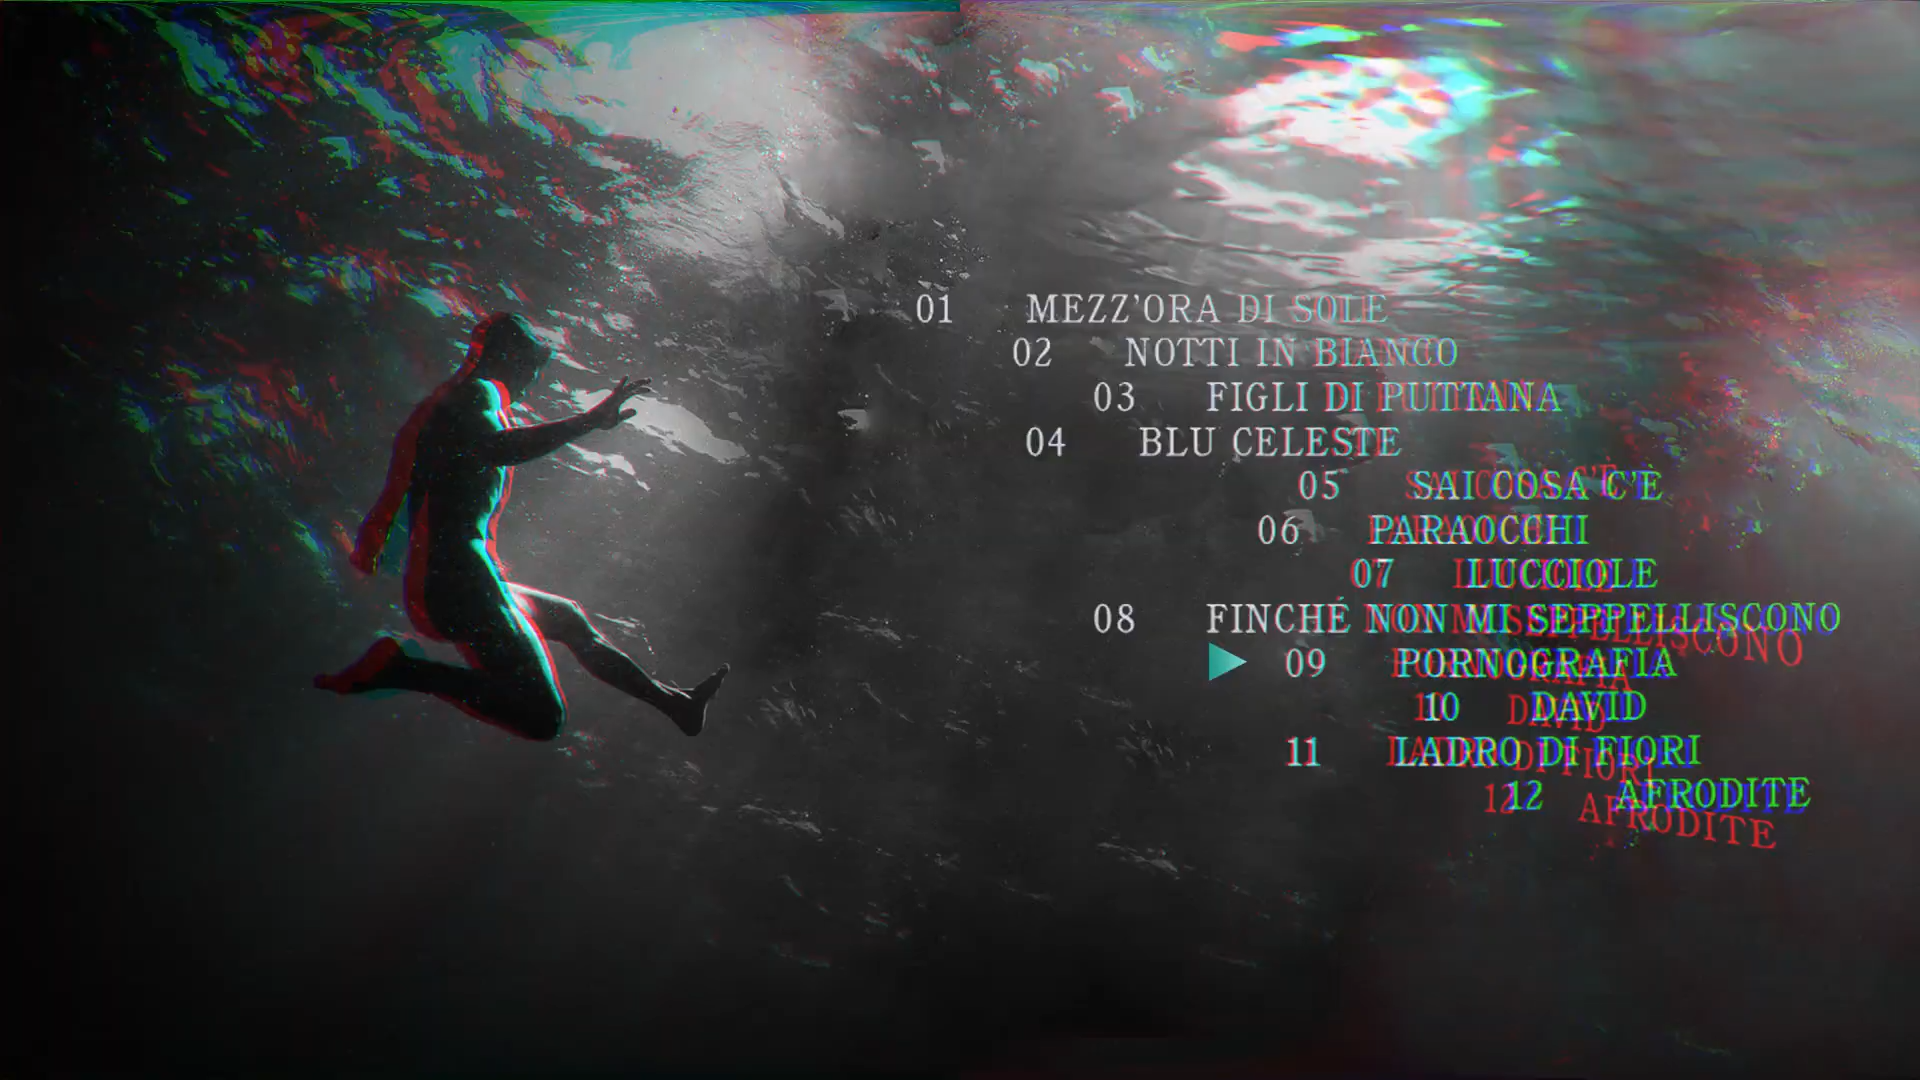 01 MEZZ'ORA DI SOLE
02 NOTTI IN BIANCO
03 FIGLI DI PUTTANA
04 BLU CELESTE
05 SAI COSA C'È
06 PARAOCCHI
07 LUCCIOLE
08 FINCHÉ NON MI SEPPELLISCONO
09 PORNOGRAFIA
10 DAVID
11 LADRO DI FIORI
12 AFRODITE